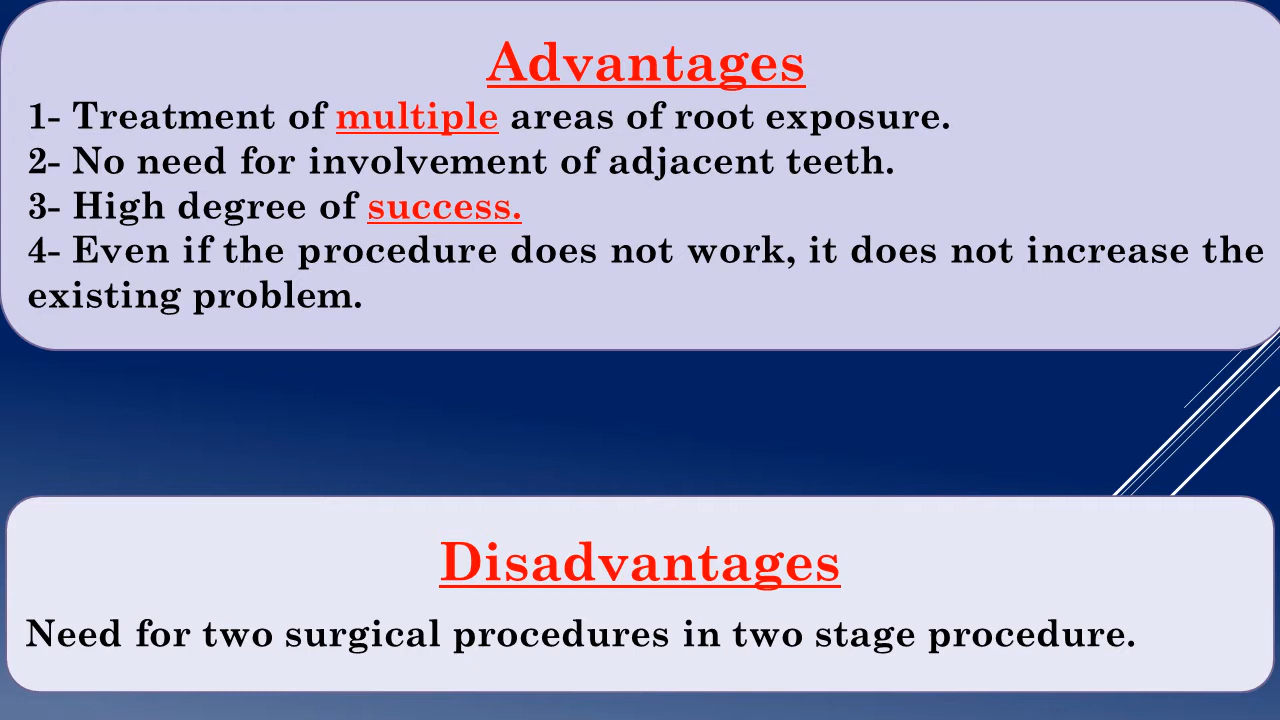 Advantages
1- Treatment of multiple areas of root exposure.
2- No need for involvement of adjacent teeth.
3- High degree of success.
4- Even if the procedure does not work, it does not increase the
existing problem.
Disadvantages
Need for two surgical procedures in two stage procedure.